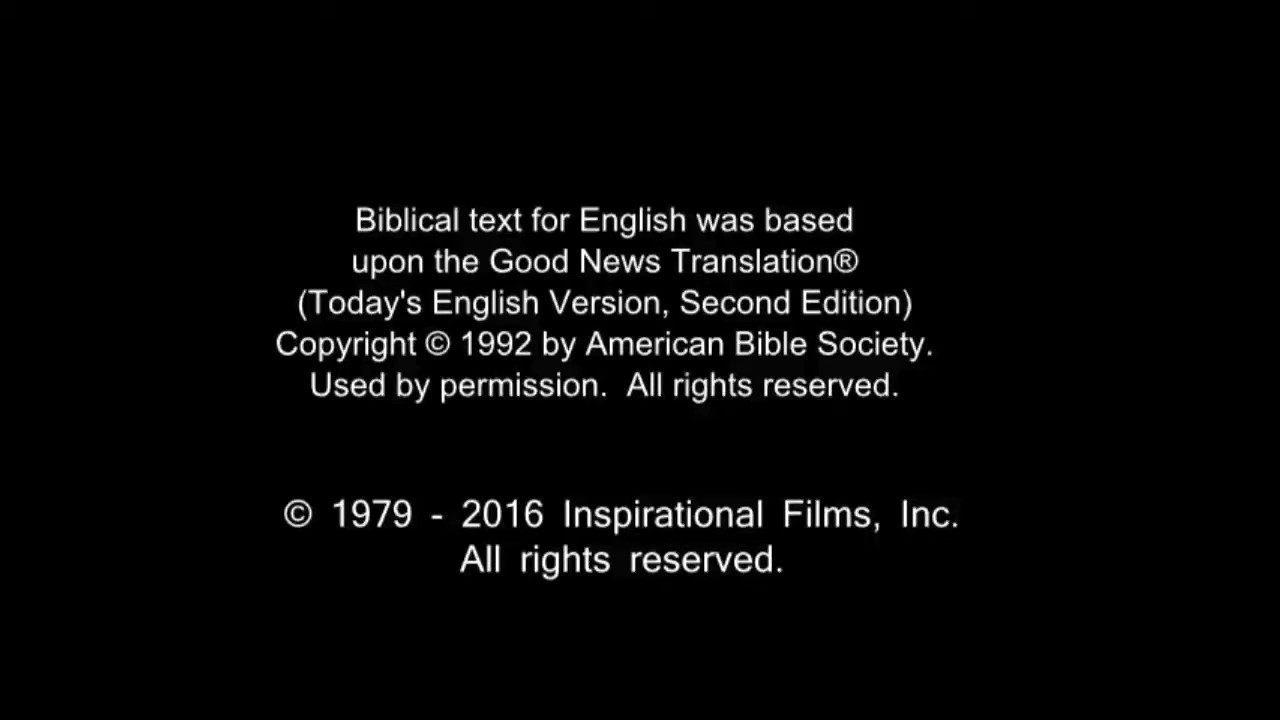 Biblical text for English was based
upon the Good News Translation®
(Today's English Version, Second Edition)
Copyright © 1992 by American Bible Society.
Used by permission.  All rights reserved.
© 1979 - 2016 Inspirational Films, Inc.
All rights reserved.